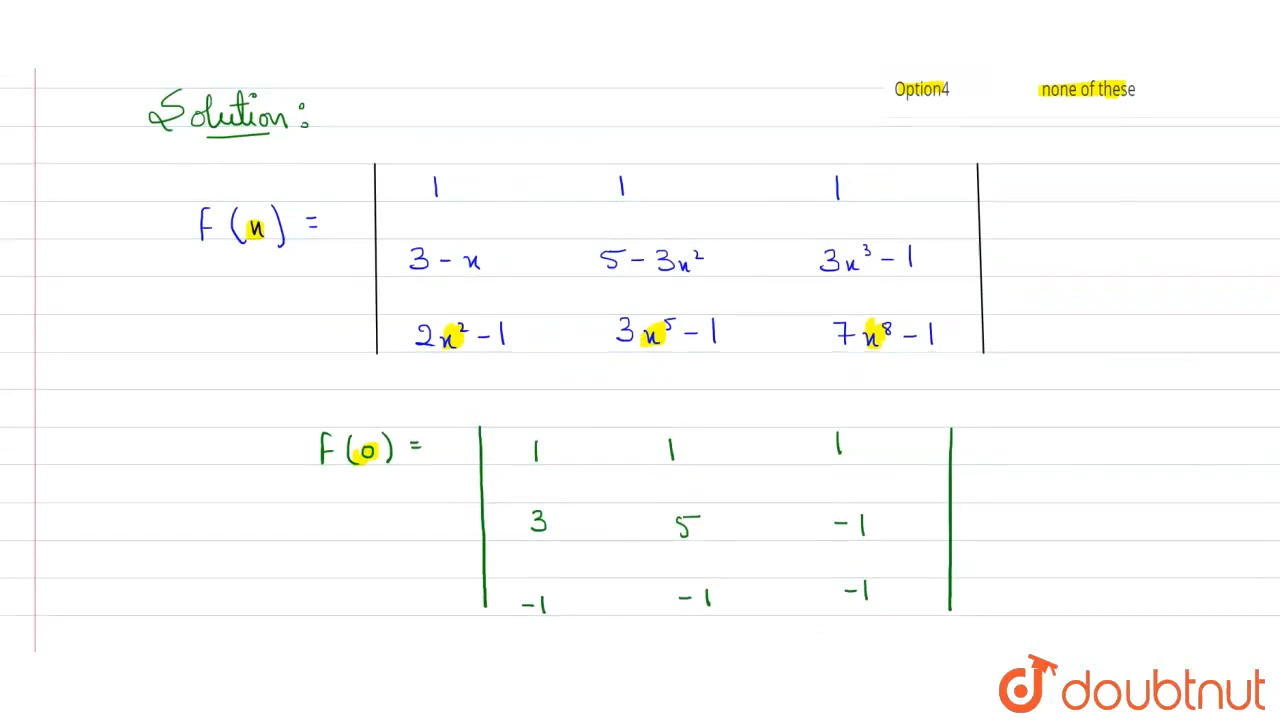 Option4 none of these
Solution:
F(x) = | 1 1 1 |
| 3 - x 5 - 3x² 3x³ - 1 |
| 2x² - 1 3x⁵ - 1 7x⁸ - 1 |
F(0) = | 1 1 1 |
| 3 5 -1 |
| -1 -1 -1 |
doubtnut